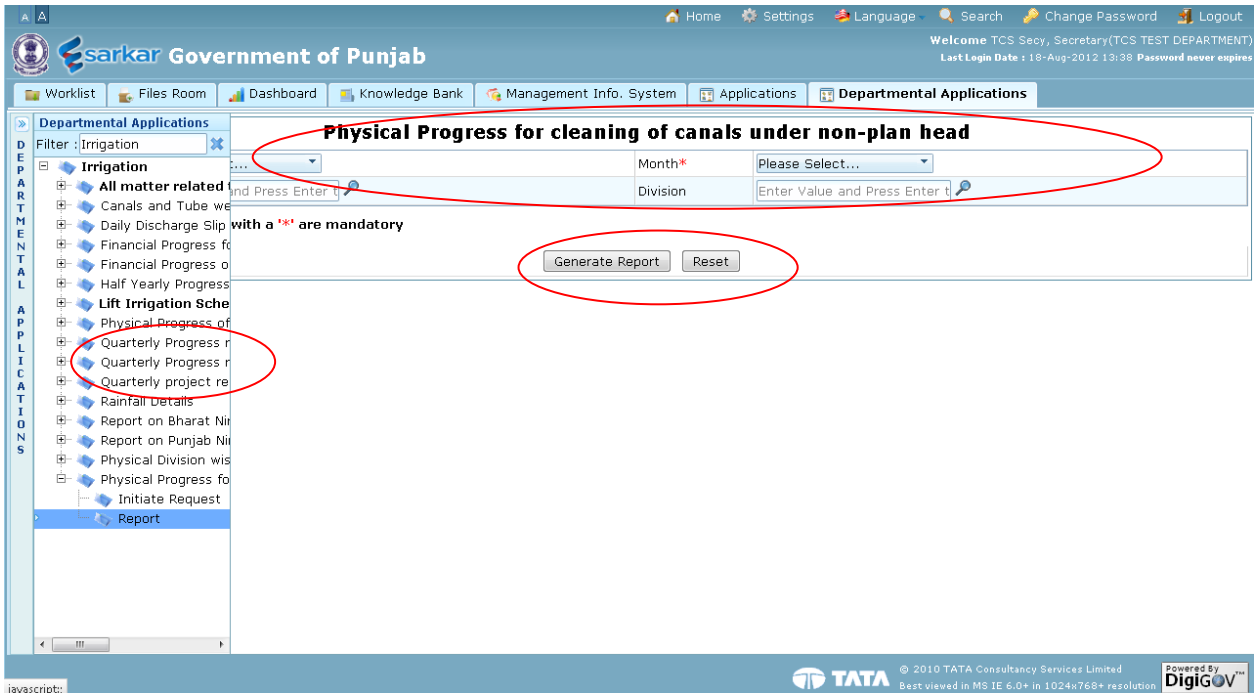 A A Home Settings Language Search Change Password Logout
esarkar Government of Punjab
Welcome TCS Secy, Secretary(TCS TEST DEPARTMENT)
Last Login Date : 18-Aug-2012 13:38 Password never expires
Worklist Files Room Dashboard Knowledge Bank Management Info. System Applications Departmental Applications
DEPARTMENTAL APPLICATIONS
Departmental Applications
Filter : Irrigation
Irrigation
All matter related
Canals and Tube we
Daily Discharge Slip
Financial Progress fo
Financial Progress o
Half Yearly Progress
Lift Irrigation Sche
Physical Progress of
Quarterly Progress r
Quarterly Progress r
Quarterly project re
Rainfall Details
Report on Bharat Nir
Report on Punjab Nir
Physical Division wis
Physical Progress fo
Initiate Request
Report
Physical Progress for cleaning of canals under non-plan head
... Month* Please Select...
and Press Enter t Division Enter Value and Press Enter t
with a '*' are mandatory
Generate Report Reset
TATA
© 2010 TATA Consultancy Services Limited
Best viewed in MS IE 6.0+ in 1024x768+ resolution
Powered By
DigiGOV™
javascript:;